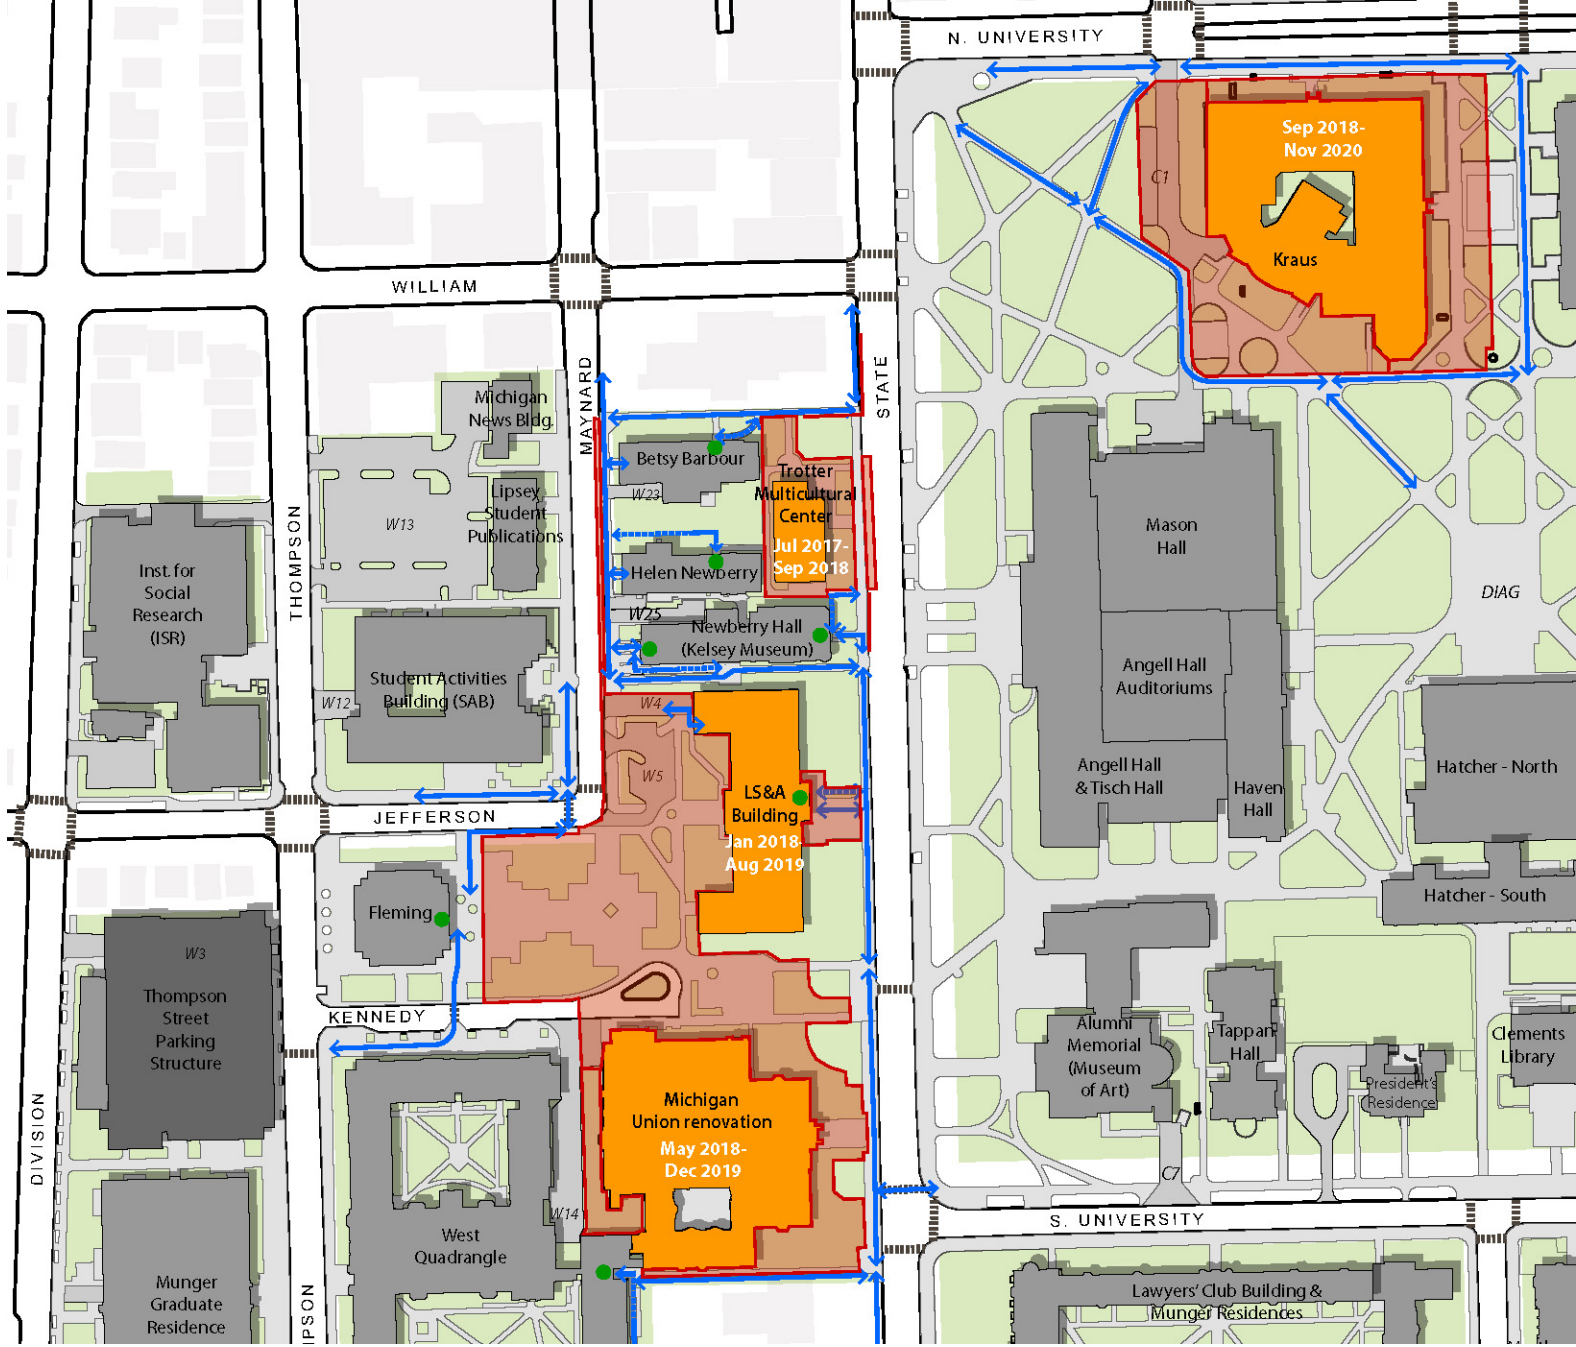 N. UNIVERSITY
Sep 2018-
Nov 2020
C1
Kraus
WILLIAM
STATE
MAYNARD
Michigan
News Bldg.
Betsy Barbour
Trotter
Multicultural
Center
Jul 2017-
Sep 2018
W23
Lipsey
Student
Publications
W13
THOMPSON
Mason
Hall
Inst. for
Social
Research
(ISR)
Helen Newberry
DIAG
W25
Newberry Hall
(Kelsey Museum)
Angell Hall
Auditoriums
Student Activities
Building (SAB)
W12
W4
W5
Angell Hall
& Tisch Hall
Hatcher - North
Haven
Hall
LS&A
Building
Jan 2018-
Aug 2019
JEFFERSON
Hatcher - South
Fleming
W3
Thompson
Street
Parking
Structure
KENNEDY
Alumni
Memorial
(Museum
of Art)
Tappan
Hall
Clements
Library
President's
Residence
Michigan
Union renovation
May 2018-
Dec 2019
DIVISION
C7
W14
S. UNIVERSITY
West
Quadrangle
Munger
Graduate
Residence
MPSON
Lawyers' Club Building &
Munger Residences